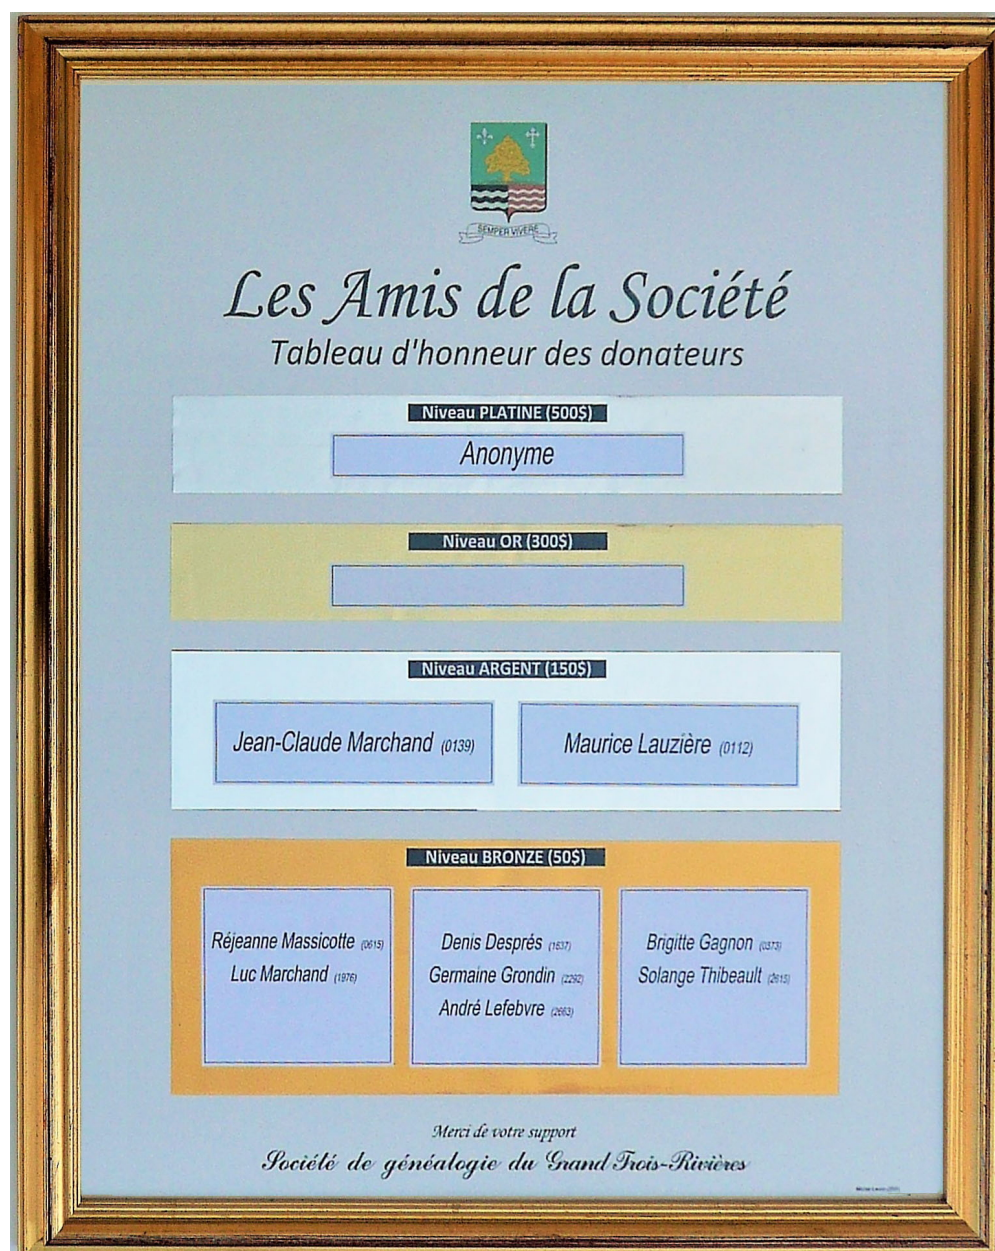 SEMPER VIVERE
Les Amis de la Société
Tableau d'honneur des donateurs
Niveau PLATINE (500$)
Anonyme
Niveau OR (300$)
Niveau ARGENT (150$)
Jean-Claude Marchand (0139)
Maurice Lauzière (0112)
Niveau BRONZE (50$)
Réjeanne Massicotte (0615)
Luc Marchand (1976)
Denis Després (1637)
Germaine Grondin (2292)
André Lefebvre (2663)
Brigitte Gagnon (0373)
Solange Thibeault (2615)
Merci de votre support
Société de généalogie du Grand Trois-Rivières